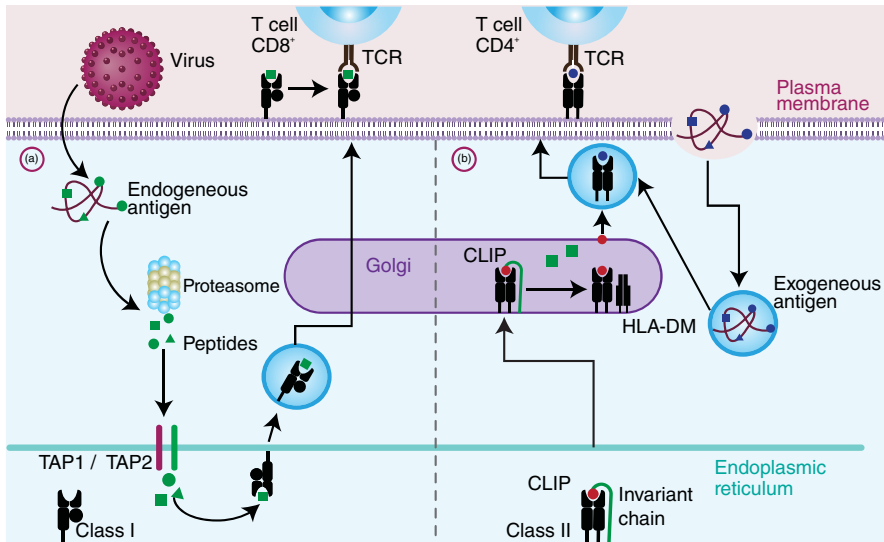 Virus
T cell
CD8+
TCR
T cell
CD4+
TCR
Plasma
membrane
(a)
(b)
Endogeneous
antigen
Golgi
CLIP
Proteasome
Exogeneous
antigen
HLA-DM
Peptides
TAP1 / TAP2
Endoplasmic
reticulum
CLIP
Invariant
chain
Class I
Class II